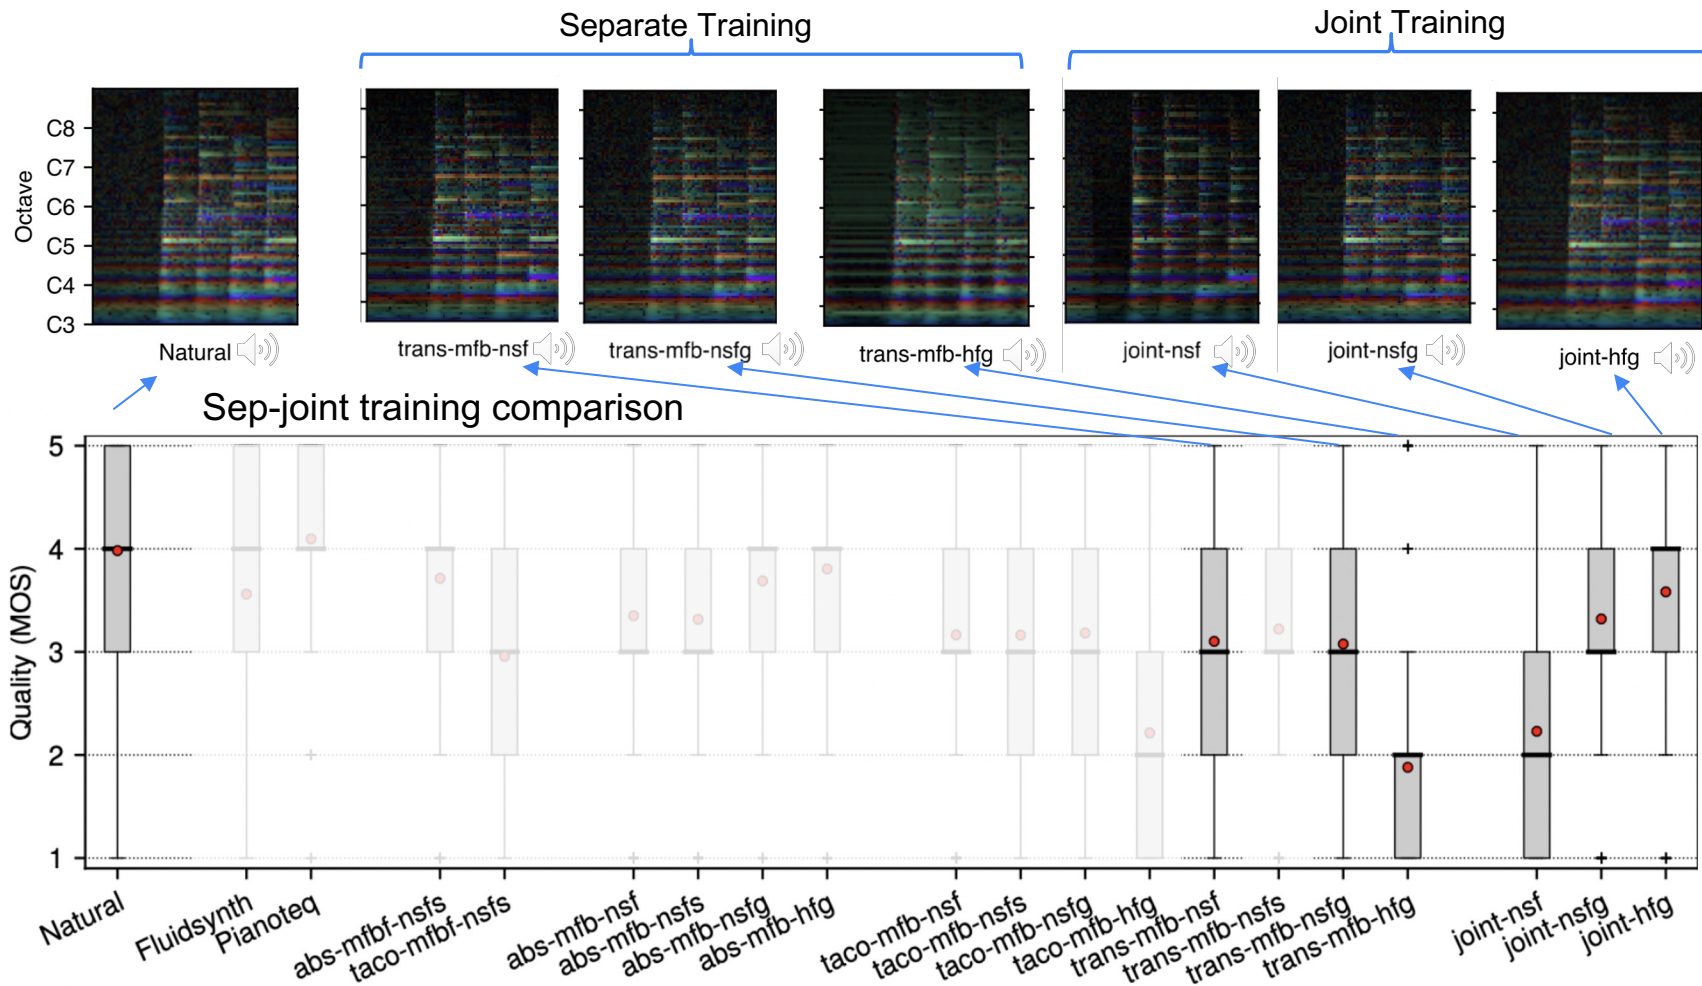 Separate Training
Joint Training
Octave
C8
C7
C6
C5
C4
C3
Natural
trans-mfb-nsf
trans-mfb-nsfg
trans-mfb-hfg
joint-nsf
joint-nsfg
joint-hfg
Sep-joint training comparison
Quality (MOS)
5
4
3
2
1
Natural
Fluidsynth
Pianoteq
abs-mfbf-nsfs
taco-mfbf-nsfs
abs-mfb-nsf
abs-mfb-nsfs
abs-mfb-nsfg
abs-mfb-hfg
taco-mfb-nsf
taco-mfb-nsfs
taco-mfb-nsfg
taco-mfb-hfg
trans-mfb-nsf
trans-mfb-nsfs
trans-mfb-nsfg
trans-mfb-hfg
joint-nsf
joint-nsfg
joint-hfg